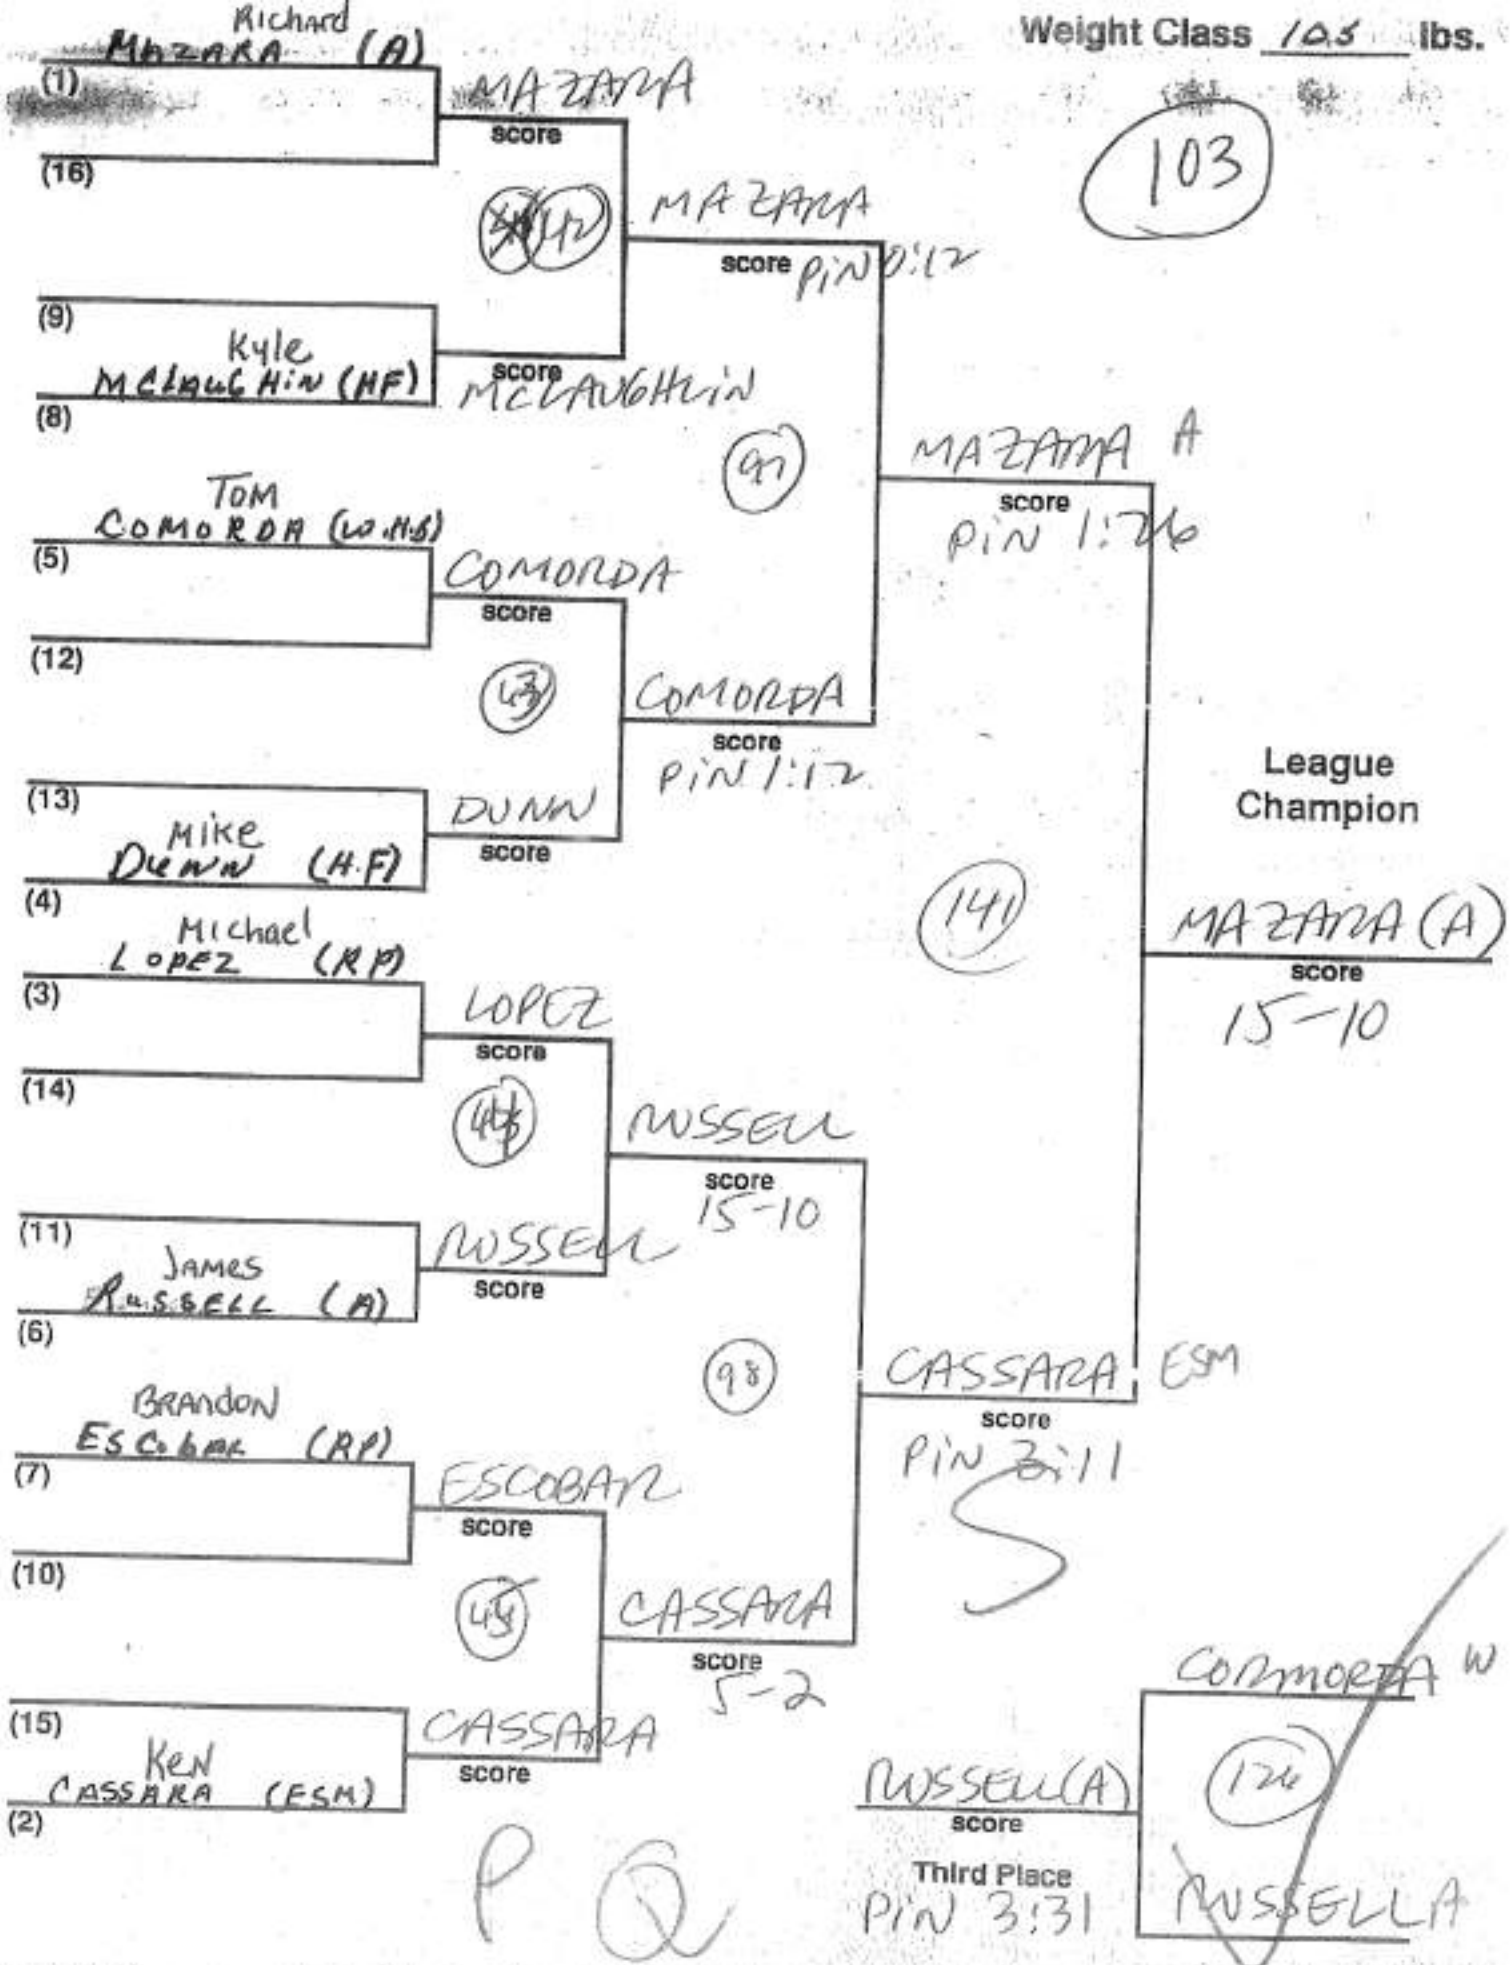 Richard
MAZARA (A)
Weight Class 105 lbs.
(1)
MAZARA
score
103
(16)
42
MAZARA
score PiN 0:12
(9)
Kyle
MCLAUGHiN (HF)
score
MCLAUGHLiN
(8)
97
MAZARA A
score
PiN 1:26
TOM
COMORDA (W.H.B)
(5)
COMORDA
score
(12)
43
COMORDA
score
PiN 1:12
(13)
Mike
DUNN (H.F)
DUNN
score
(4)
League
Champion
141
MAZARA (A)
score
15-10
Michael
LOPEZ (RP)
(3)
LOPEZ
score
(14)
RUSSELL
score
15-10
(11)
JAMES
RUSSELL (A)
RUSSELL
score
(6)
98
CASSARA ESM
score
PiN 3:11
BRANDON
ESCOBAR (RP)
(7)
ESCOBAR
score
(10)
45
CASSARA
score
5-2
S
(15)
KEN
CASSARA (ESM)
CASSARA
score
(2)
CORMORDA W
RUSSELL(A)
score
126
Third Place
PiN 3:31
RUSSELL A
P Q